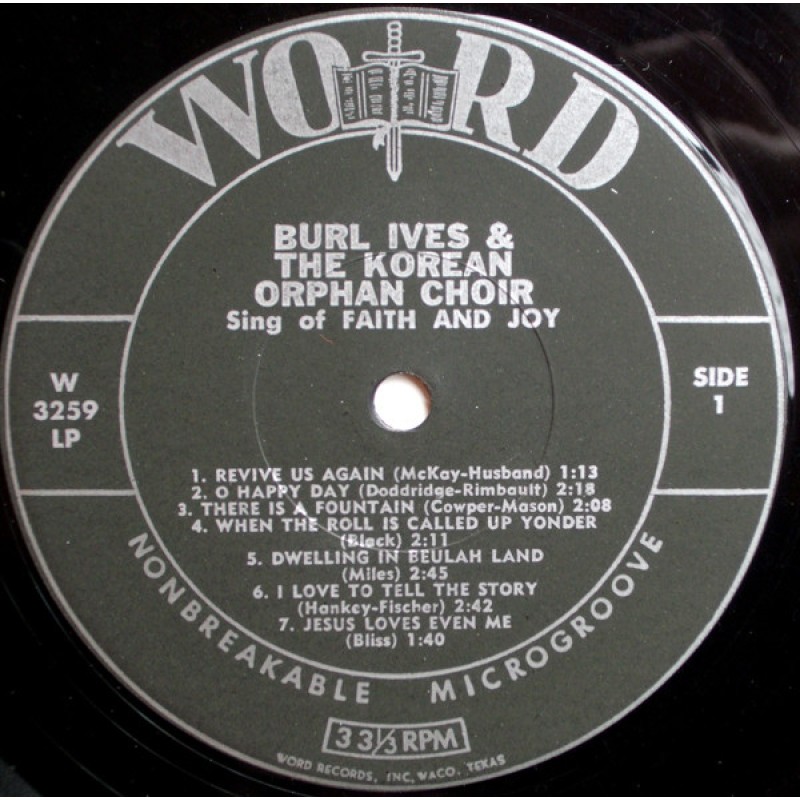 WORD
BURL IVES &
THE KOREAN
ORPHAN CHOIR
Sing of FAITH AND JOY
W
3259
LP
SIDE
1
1. REVIVE US AGAIN (McKay-Husband) 1:13
2. O HAPPY DAY (Doddridge-Rimbault) 2:18
3. THERE IS A FOUNTAIN (Cowper-Mason) 2:08
4. WHEN THE ROLL IS CALLED UP YONDER
(Black) 2:11
5. DWELLING IN BEULAH LAND
(Miles) 2:45
6. I LOVE TO TELL THE STORY
(Hankey-Fischer) 2:42
7. JESUS LOVES EVEN ME
(Bliss) 1:40
NONBREAKABLE MICROGROOVE
33 1/3 RPM
WORD RECORDS, INC. WACO, TEXAS